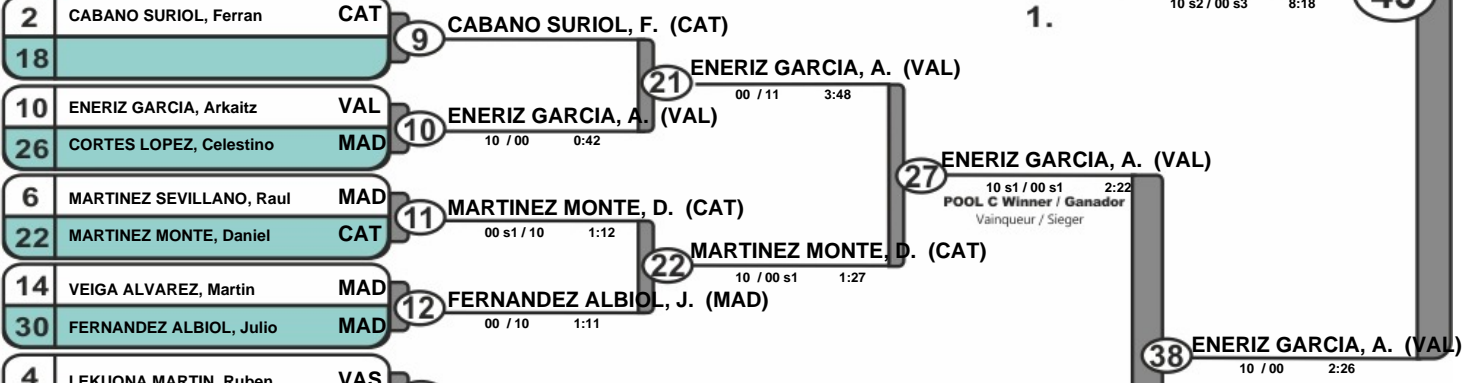 10 s2 / 00 s3 8:18
1.
2 CABANO SURIOL, Ferran CAT
18
9 CABANO SURIOL, F. (CAT)
21 ENERIZ GARCIA, A. (VAL)
00 / 11 3:48
10 ENERIZ GARCIA, Arkaitz VAL
26 CORTES LOPEZ, Celestino MAD
10 ENERIZ GARCIA, A. (VAL)
10 / 00 0:42
27 ENERIZ GARCIA, A. (VAL)
10 s1 / 00 s1 2:22
POOL C Winner / Ganador
Vainqueur / Sieger
6 MARTINEZ SEVILLANO, Raul MAD
22 MARTINEZ MONTE, Daniel CAT
11 MARTINEZ MONTE, D. (CAT)
00 s1 / 10 1:12
22 MARTINEZ MONTE, D. (CAT)
10 / 00 s1 1:27
14 VEIGA ALVAREZ, Martin MAD
30 FERNANDEZ ALBIOL, Julio MAD
12 FERNANDEZ ALBIOL, J. (MAD)
00 / 10 1:11
38 ENERIZ GARCIA, A. (VAL)
10 / 00 2:26
4 LEKUONA MARTIN, Ruben VAS